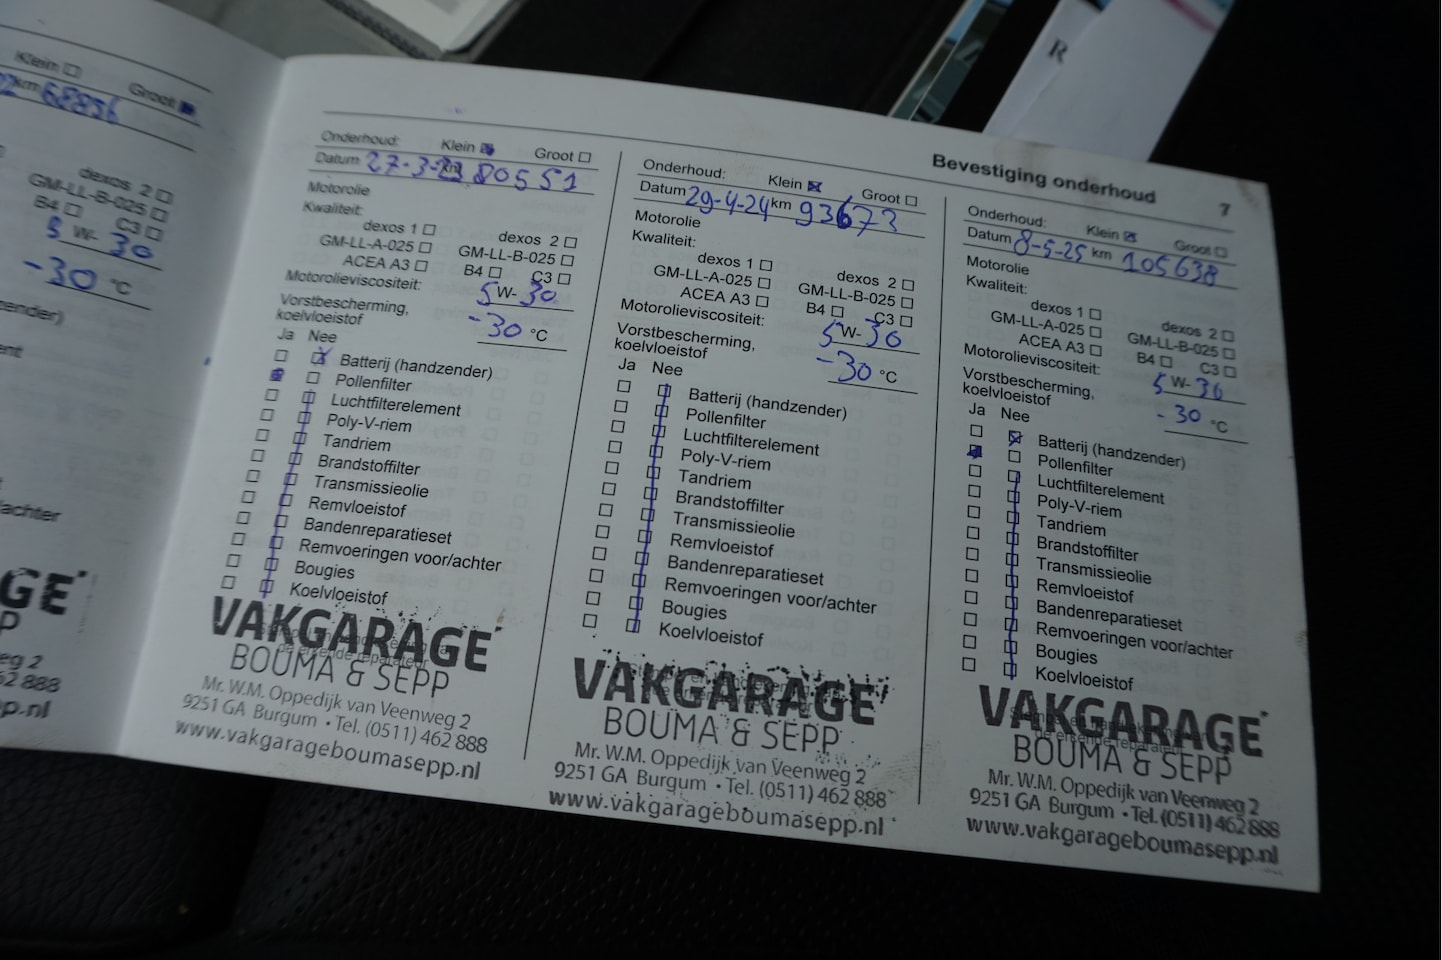 R
Klein ☐ Groot ☒
km 68856
dexos 2 ☐
GM-LL-B-025 ☐
B4 ☐ C3 ☐
5 W- 30
-30 °C
Bevestiging onderhoud 7
Onderhoud: Klein ☒ Groot ☐
Datum 27-3-23 km 80551
Motorolie
Kwaliteit:
dexos 1 ☐ dexos 2 ☐
GM-LL-A-025 ☐ GM-LL-B-025 ☐
ACEA A3 ☐ B4 ☐ C3 ☐
Motorolieviscositeit: 5 W- 30
Vorstbescherming,
koelvloeistof -30 °C
Ja Nee
☐ ☒ Batterij (handzender)
☒ ☐ Pollenfilter
☐ ☐ Luchtfilterelement
☐ ☐ Poly-V-riem
☐ ☐ Tandriem
☐ ☐ Brandstoffilter
☐ ☐ Transmissieolie
☐ ☐ Remvloeistof
☐ ☐ Bandenreparatieset
☐ ☐ Remvoeringen voor/achter
☐ ☐ Bougies
☐ ☐ Koelvloeistof
VAKGARAGE
BOUMA & SEPP
Mr. W.M. Oppedijk van Veenweg 2
9251 GA Burgum • Tel. (0511) 462 888
www.vakgarageboumasepp.nl
Onderhoud: Klein ☒ Groot ☐
Datum 29-4-24 km 93673
Motorolie
Kwaliteit:
dexos 1 ☐ dexos 2 ☐
GM-LL-A-025 ☐ GM-LL-B-025 ☐
ACEA A3 ☐ B4 ☐ C3 ☐
Motorolieviscositeit: 5 W- 30
Vorstbescherming,
koelvloeistof -30 °C
Ja Nee
☐ ☐ Batterij (handzender)
☐ ☐ Pollenfilter
☐ ☐ Luchtfilterelement
☐ ☐ Poly-V-riem
☐ ☐ Tandriem
☐ ☐ Brandstoffilter
☐ ☐ Transmissieolie
☐ ☐ Remvloeistof
☐ ☐ Bandenreparatieset
☐ ☐ Remvoeringen voor/achter
☐ ☐ Bougies
☐ ☐ Koelvloeistof
VAKGARAGE
BOUMA & SEPP
Mr. W.M. Oppedijk van Veenweg 2
9251 GA Burgum • Tel. (0511) 462 888
www.vakgarageboumasepp.nl
Onderhoud: Klein ☒ Groot ☐
Datum 8-5-25 km 105638
Motorolie
Kwaliteit:
dexos 1 ☐ dexos 2 ☐
GM-LL-A-025 ☐ GM-LL-B-025 ☐
ACEA A3 ☐ B4 ☐ C3 ☐
Motorolieviscositeit: 5 W- 30
Vorstbescherming,
koelvloeistof -30 °C
Ja Nee
☐ ☒ Batterij (handzender)
☒ ☐ Pollenfilter
☐ ☐ Luchtfilterelement
☐ ☐ Poly-V-riem
☐ ☐ Tandriem
☐ ☐ Brandstoffilter
☐ ☐ Transmissieolie
☐ ☐ Remvloeistof
☐ ☐ Bandenreparatieset
☐ ☐ Remvoeringen voor/achter
☐ ☐ Bougies
☐ ☐ Koelvloeistof
VAKGARAGE
BOUMA & SEPP
Mr. W.M. Oppedijk van Veenweg 2
9251 GA Burgum • Tel. (0511) 462 888
www.vakgarageboumasepp.nl